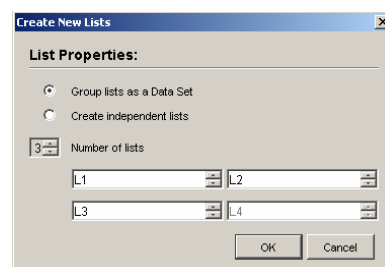 Create New Lists
List Properties:
Group lists as a Data Set
Create independent lists
3 Number of lists
L1 L2
L3 L4
OK Cancel